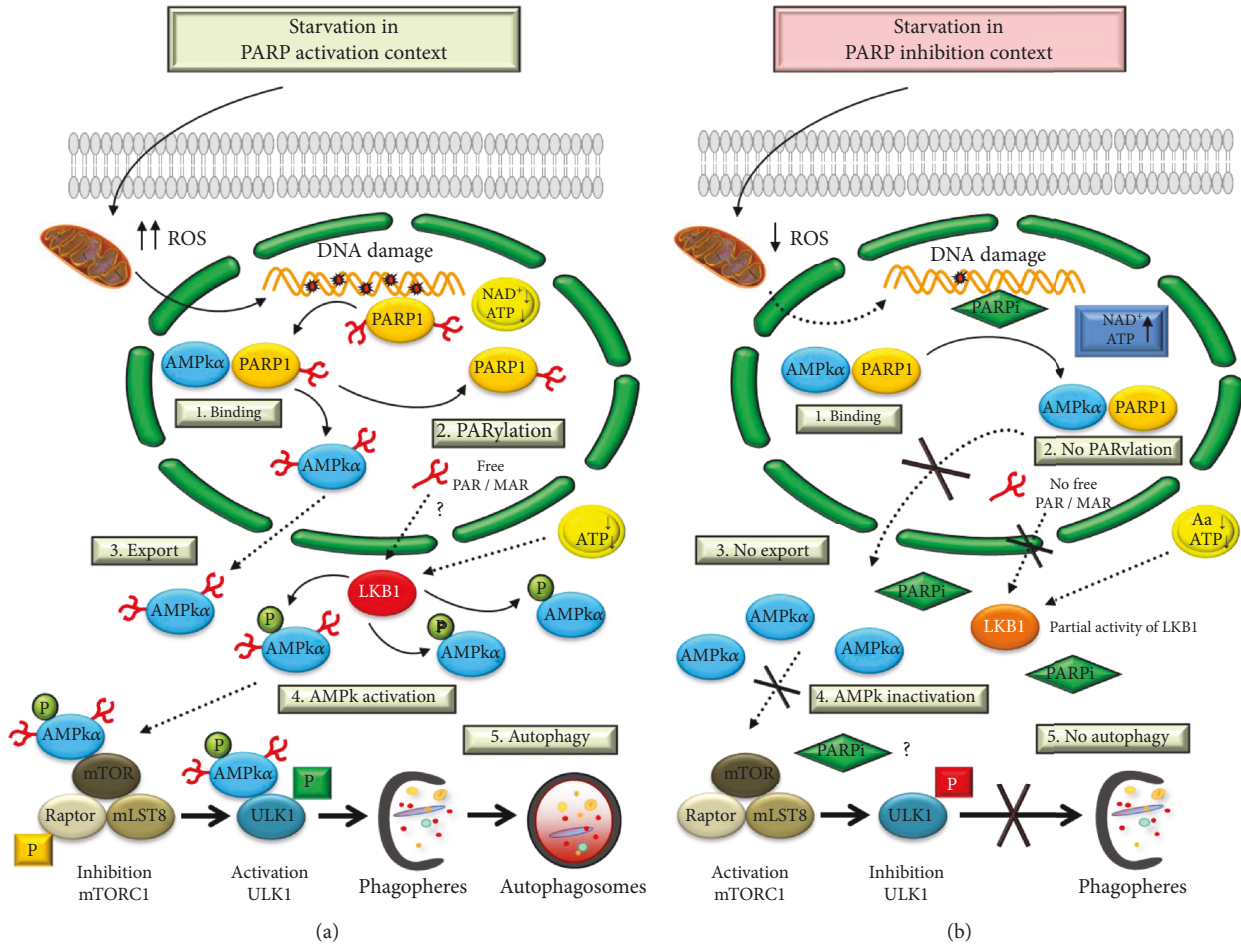 Starvation in
PARP activation context
ROS
DNA damage
NAD+↓
ATP ↓
PARP1
AMPkα
PARP1
PARP1
1. Binding
2. PARylation
AMPkα
Free
PAR / MAR
?
3. Export
↓
ATP↓
AMPkα
LKB1
P
AMPkα
P
AMPkα
P
AMPkα
4. AMPk activation
P
AMPkα
5. Autophagy
P
AMPkα
P
mTOR
Raptor
mLST8
ULK1
P
Inhibition
mTORC1
Activation
ULK1
Phagopheres
Autophagosomes
(a)
Starvation in
PARP inhibition context
ROS
DNA damage
PARPi
NAD+
ATP
AMPkα
PARP1
1. Binding
AMPkα
PARP1
2. No PARvlation
No free
PAR / MAR
3. No export
Aa ↓
ATP↓
PARPi
LKB1
Partial activity of LKB1
AMPkα
AMPkα
AMPkα
PARPi
4. AMPk inactivation
5. No autophagy
PARPi
?
mTOR
P
Raptor
mLST8
ULK1
Activation
mTORC1
Inhibition
ULK1
Phagopheres
(b)